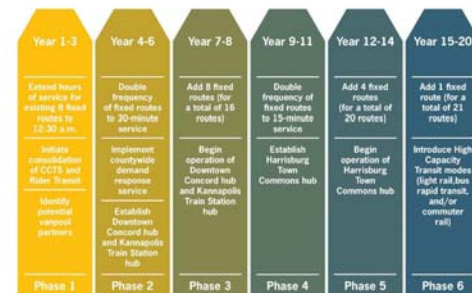 Year 1-3
Extend hours
of service for
existing 8 fixed
routes to
12:30 a.m.
Initiate
consolidation
of CCTS and
Rider Transit
Identify
potential
vanpool
partners
Phase 1
Year 4-6
Double
frequency
of fixed routes
to 30-minute
service
Implement
countywide
demand
response
service
Establish
Downtown
Concord hub
and Kannapolis
Train Station
hub
Phase 2
Year 7-8
Add 8 fixed
routes (for
a total of 16
routes)
Begin
operation of
Downtown
Concord hub
and Kannapolis
Train Station
hub
Phase 3
Year 9-11
Double
frequency of
fixed routes
to 15-minute
service
Establish
Harrisburg
Town
Commons hub
Phase 4
Year 12-14
Add 4 fixed
routes
(for a total of
20 routes)
Begin
operation of
Harrisburg
Town
Commons hub
Phase 5
Year 15-20
Add 1 fixed
route (for a
total of 21
routes)
Introduce High
Capacity
Transit modes
(light rail,bus
rapid transit,
and/or
commuter
rail)
Phase 6